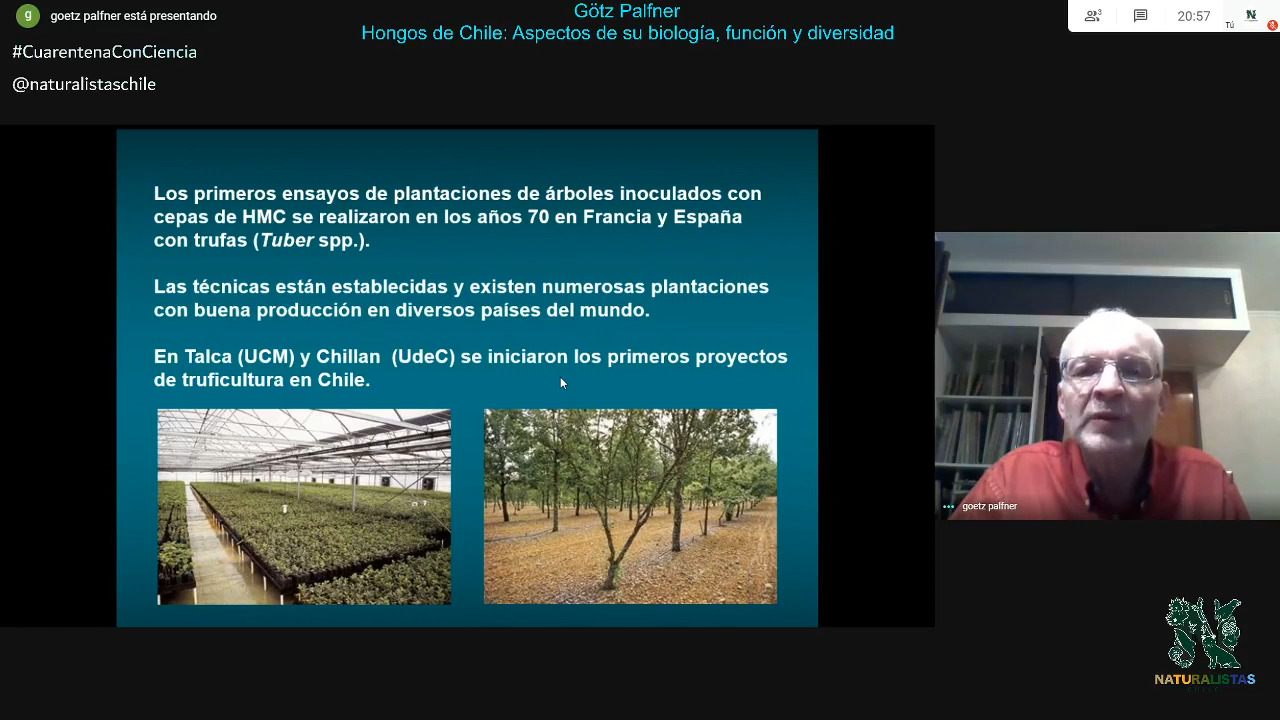 g
goetz palfner está presentando
Götz Palfner
Hongos de Chile: Aspectos de su biología, función y diversidad
3
20:57
Tú
#CuarentenaConCiencia
@naturalistaschile
Los primeros ensayos de plantaciones de árboles inoculados con
cepas de HMC se realizaron en los años 70 en Francia y España
con trufas (Tuber spp.).
Las técnicas están establecidas y existen numerosas plantaciones
con buena producción en diversos países del mundo.
En Talca (UCM) y Chillan (UdeC) se iniciaron los primeros proyectos
de truficultura en Chile.
goetz palfner
NATURALISTAS
CHILE